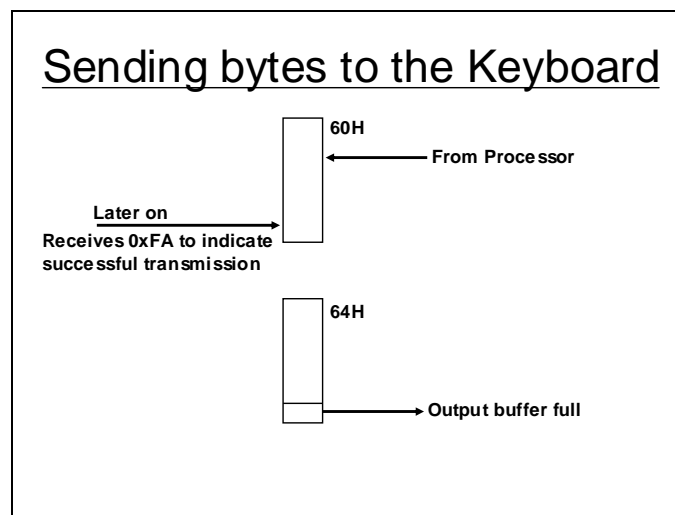 Sending bytes to the Keyboard
60H
From Processor
Later on
Receives 0xFA to indicate
successful transmission
64H
Output buffer full